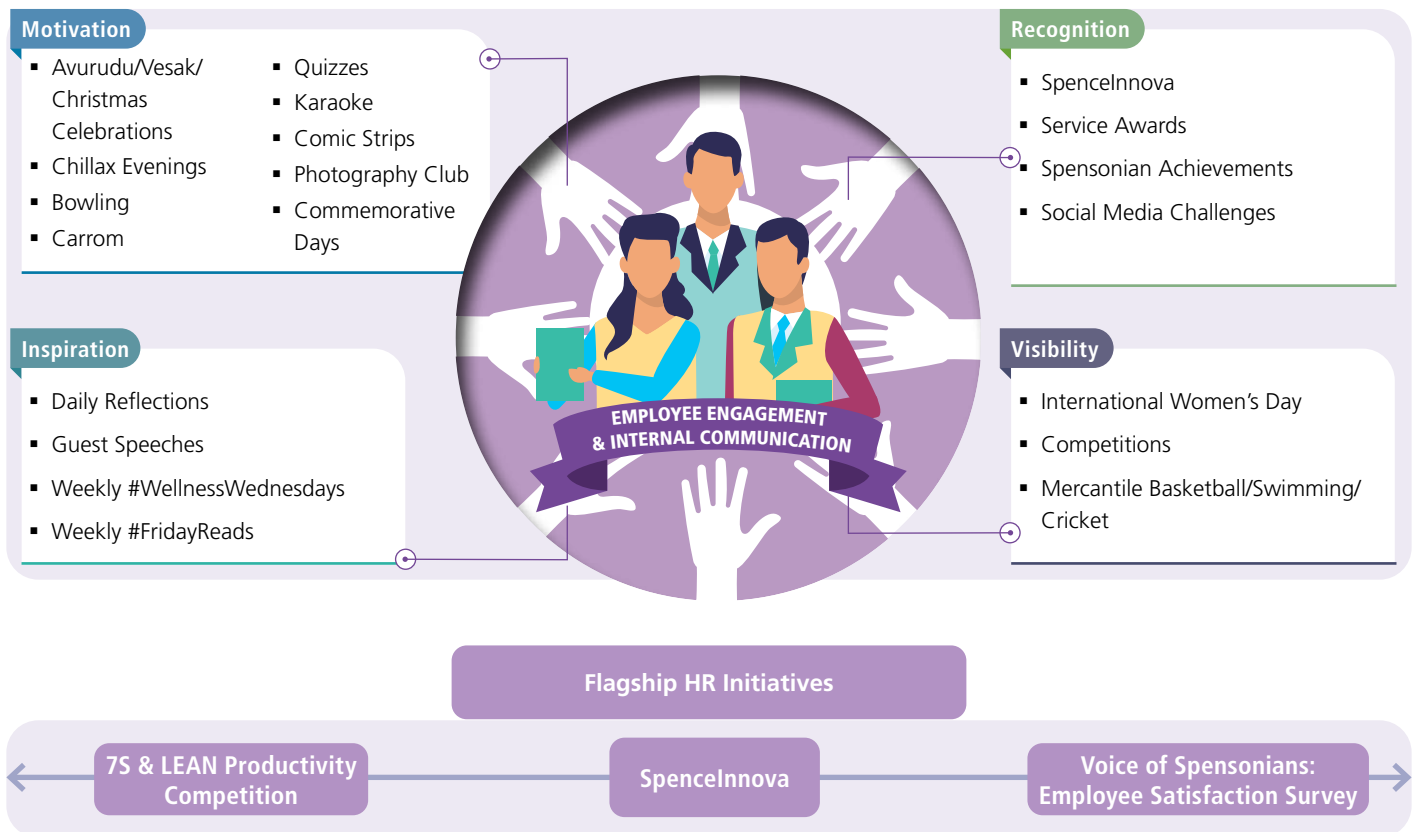 Motivation
▪ Avurudu/Vesak/
Christmas
Celebrations
▪ Chillax Evenings
▪ Bowling
▪ Carrom
▪ Quizzes
▪ Karaoke
▪ Comic Strips
▪ Photography Club
▪ Commemorative
Days
Recognition
▪ SpenceInnova
▪ Service Awards
▪ Spensonian Achievements
▪ Social Media Challenges
Inspiration
▪ Daily Reflections
▪ Guest Speeches
▪ Weekly #WellnessWednesdays
▪ Weekly #FridayReads
Visibility
▪ International Women’s Day
▪ Competitions
▪ Mercantile Basketball/Swimming/
Cricket
EMPLOYEE ENGAGEMENT
& INTERNAL COMMUNICATION
Flagship HR Initiatives
7S & LEAN Productivity
Competition
SpenceInnova
Voice of Spensonians:
Employee Satisfaction Survey